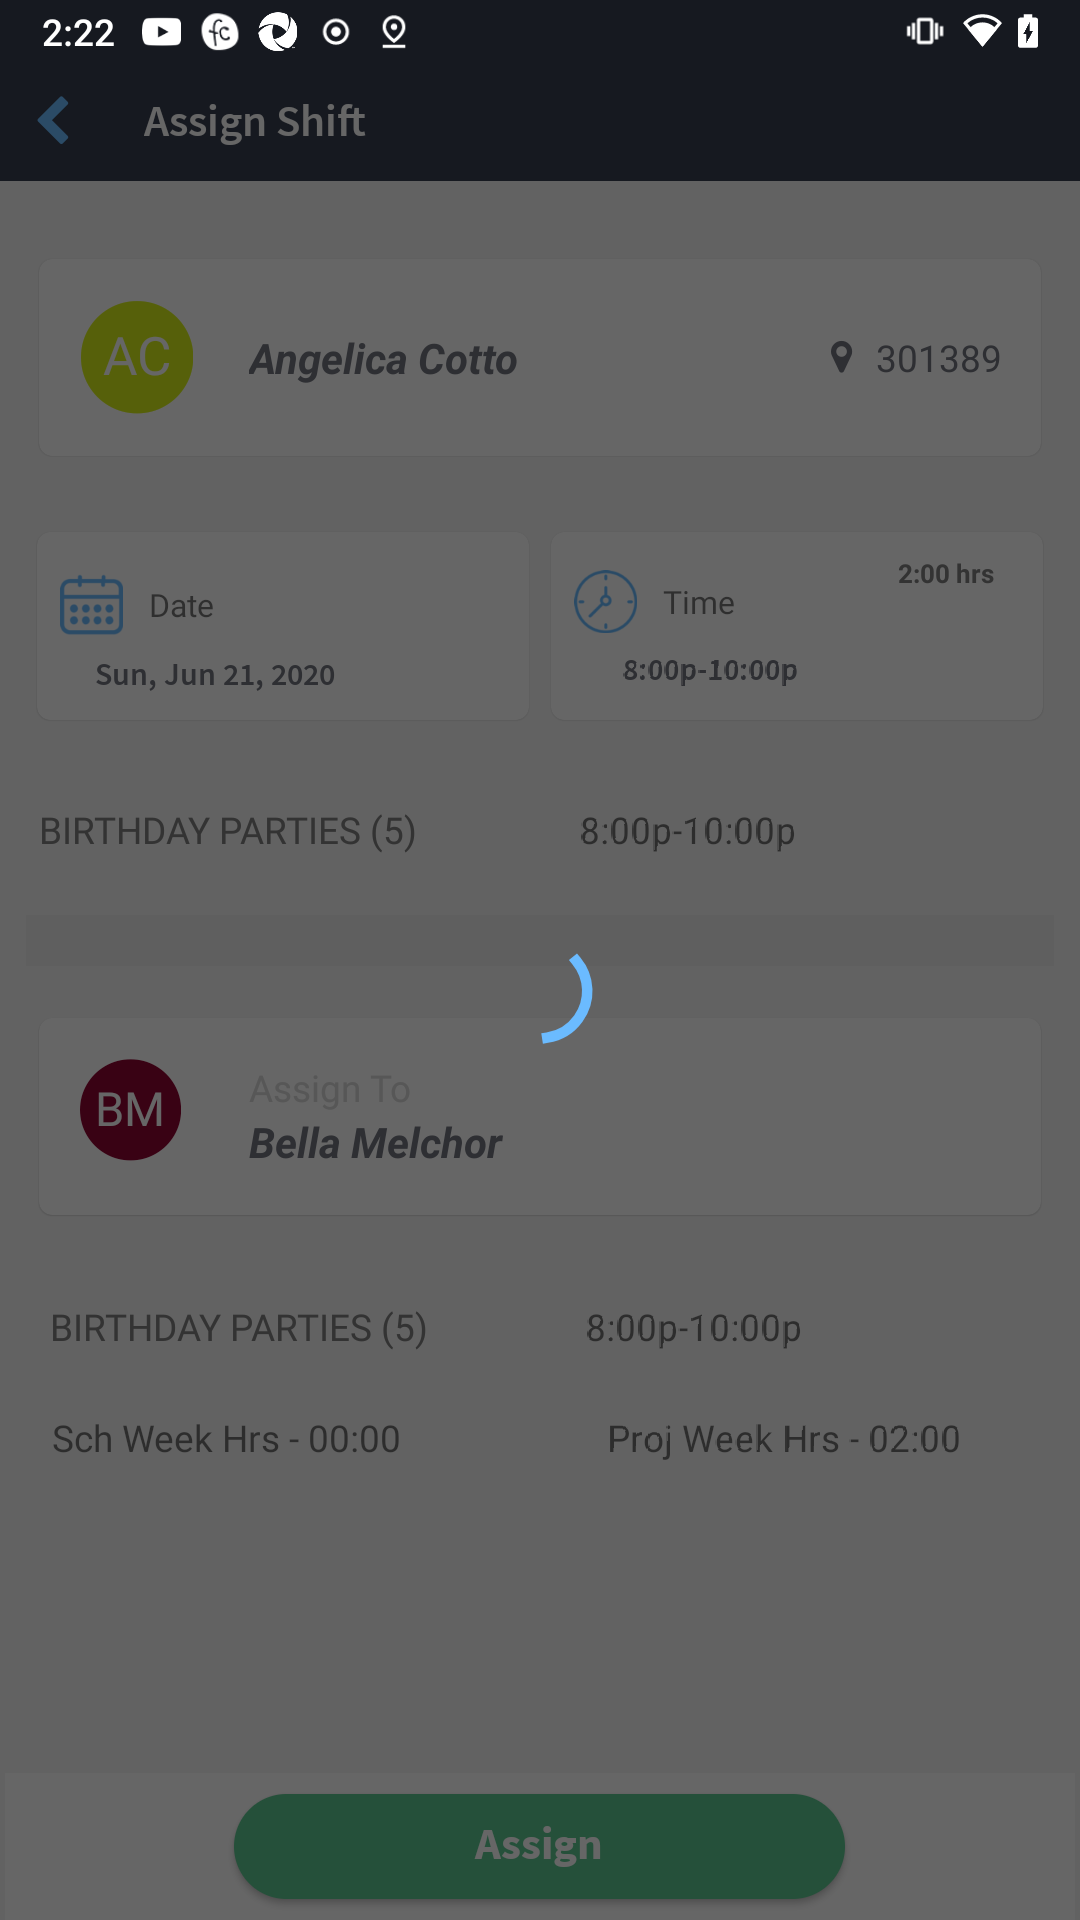 2:22
Assign Shift
AC
Angelica Cotto
301389
Date
Sun, Jun 21, 2020
2:00 hrs
Time
8:00p-10:00p
BIRTHDAY PARTIES (5)
8:00p-10:00p
BM
Assign To
Bella Melchor
BIRTHDAY PARTIES (5)
8:00p-10:00p
Sch Week Hrs - 00:00
Proj Week Hrs - 02:00
Assign